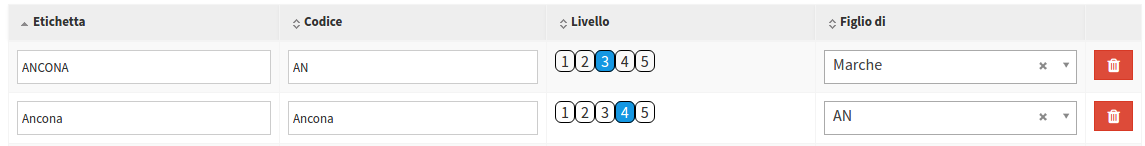 Etichetta Codice Livello Figlio di
ANCONA AN 1 2 3 4 5 Marche
Ancona Ancona 1 2 3 4 5 AN